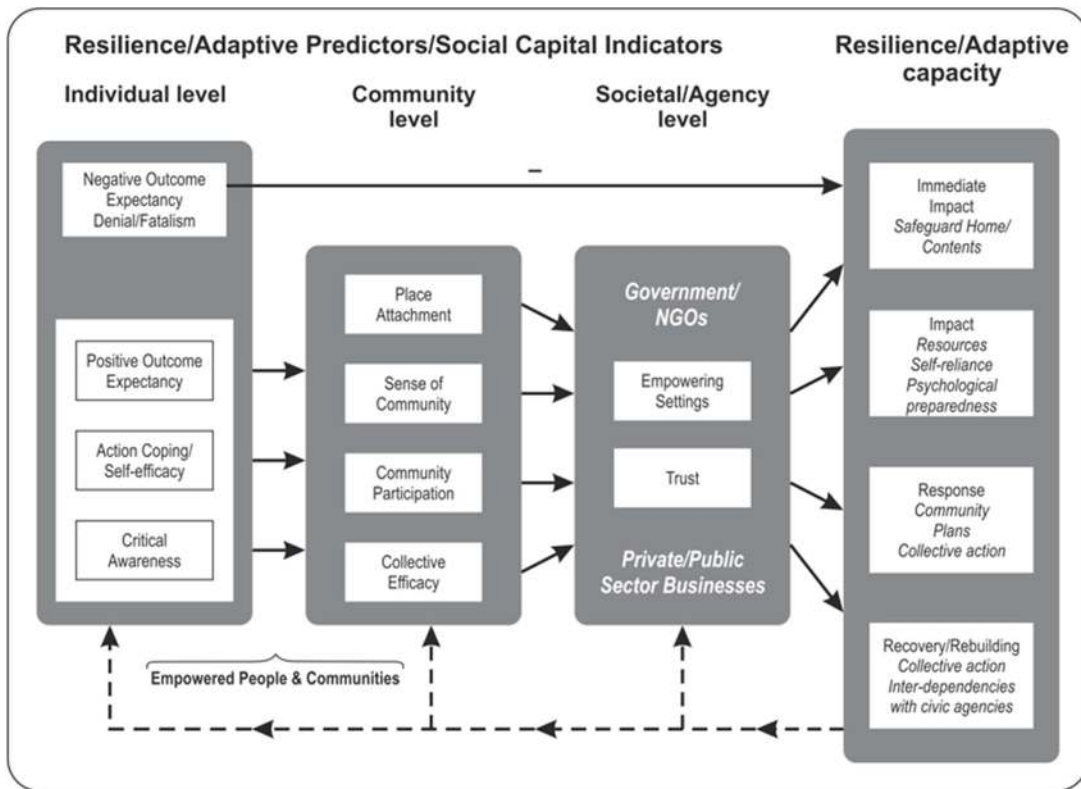 Resilience/Adaptive Predictors/Social Capital Indicators
Resilience/Adaptive
capacity
Individual level
Community
level
Societal/Agency
level
Negative Outcome
Expectancy
Denial/Fatalism
–
Positive Outcome
Expectancy
Action Coping/
Self-efficacy
Critical
Awareness
Place
Attachment
Sense of
Community
Community
Participation
Collective
Efficacy
Government/
NGOs
Empowering
Settings
Trust
Private/Public
Sector Businesses
Immediate
Impact
Safeguard Home/
Contents
Impact
Resources
Self-reliance
Psychological
preparedness
Response
Community
Plans
Collective action
Recovery/Rebuilding
Collective action
Inter-dependencies
with civic agencies
Empowered People & Communities